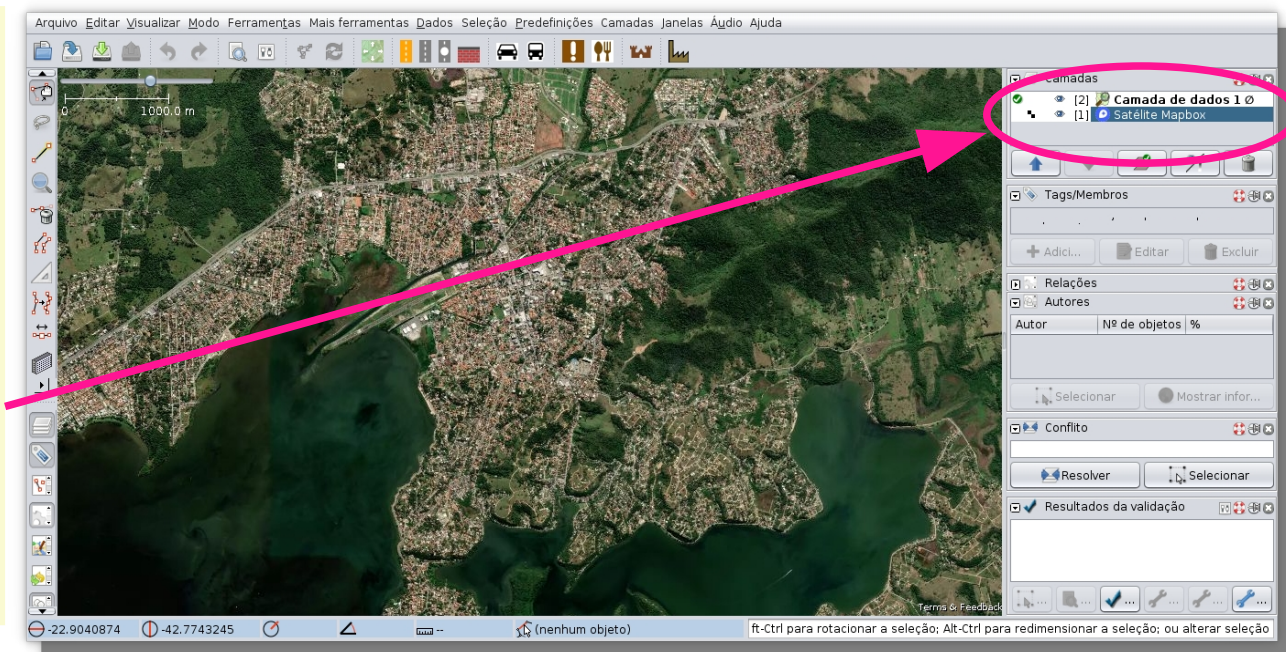 Arquivo Editar Visualizar Modo Ferramentas Mais ferramentas Dados Seleção Predefinições Camadas Janelas Áudio Ajuda
0 1000.0 m
Camadas
[2] Camada de dados 1 Ø
[1] Satélite Mapbox
Tags/Membros
Adici... Editar Excluir
Relações
Autores
Autor Nº de objetos %
Selecionar Mostrar infor...
Conflito
Resolver Selecionar
Resultados da validação
... ... ... ... ... ...
Terms & Feedback
-22.9040874 -42.7743245 -- (nenhum objeto) ft-Ctrl para rotacionar a seleção; Alt-Ctrl para redimensionar a seleção; ou alterar seleção